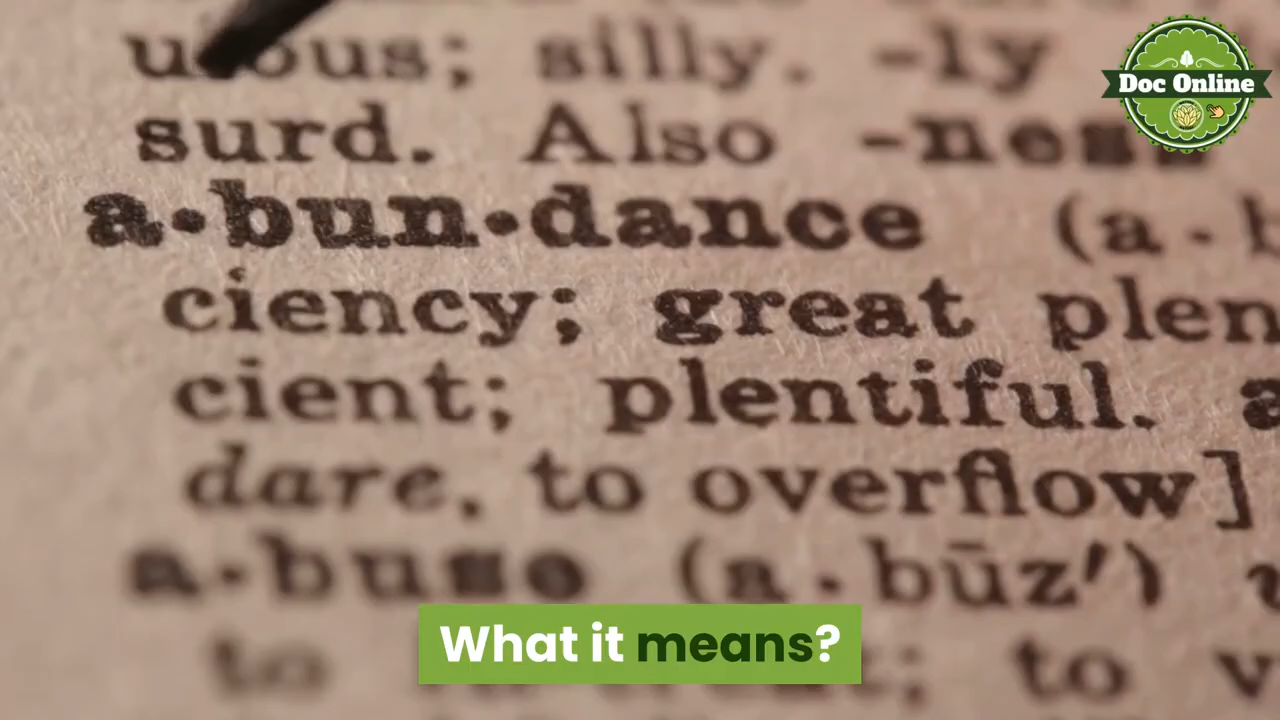 uous; silly. -ly
surd. Also -ness
a•bun•dance (a-b
ciency; great plen
cient; plentiful. a
dare, to overflow]
a•buse (a•būz′) v
to to v
What it means?
Doc Online